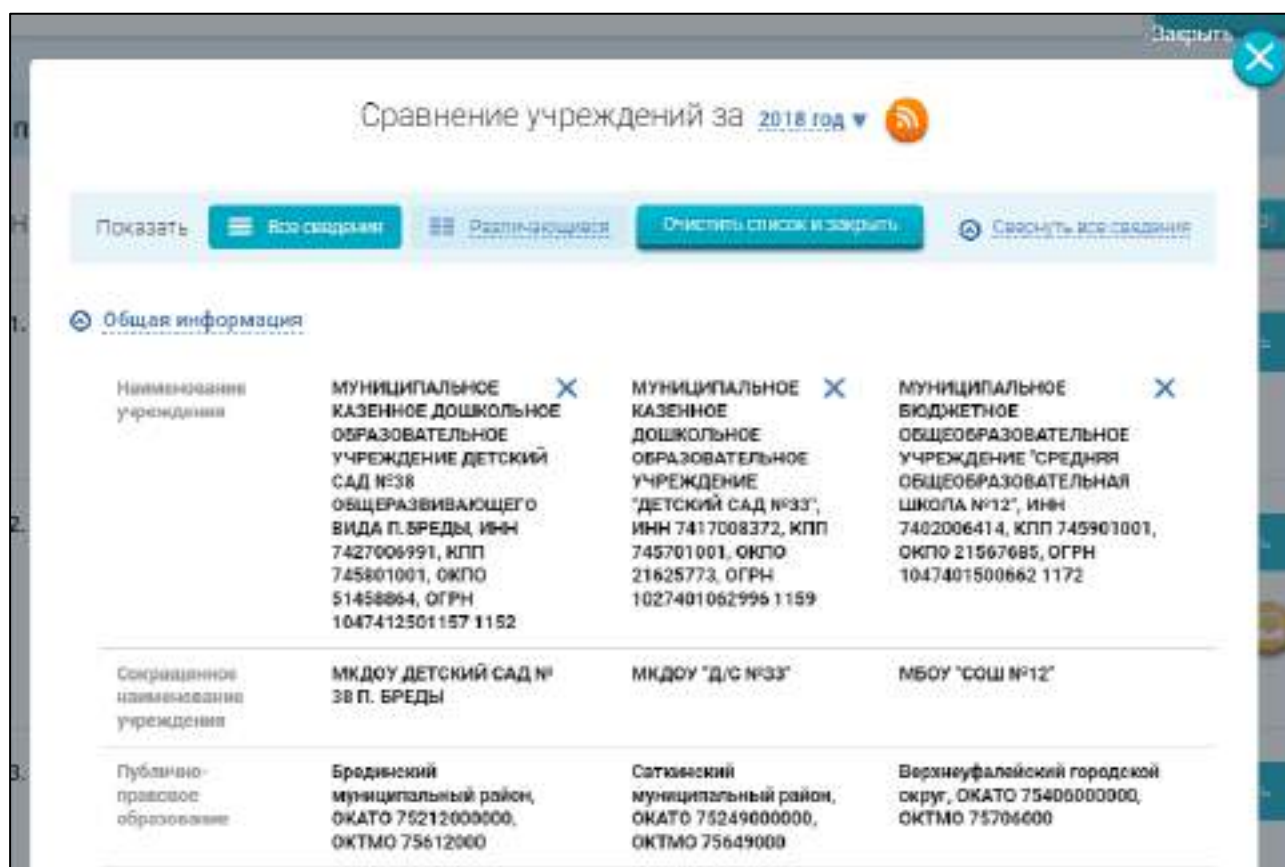 Закрыть
Сравнение учреждений за 2018 год
Показать Все сведения Различающиеся Очистить список и закрыть Свернуть все сведения
Общая информация
Наименование
учреждения
МУНИЦИПАЛЬНОЕ
КАЗЕННОЕ ДОШКОЛЬНОЕ
ОБРАЗОВАТЕЛЬНОЕ
УЧРЕЖДЕНИЕ ДЕТСКИЙ
САД №38
ОБЩЕРАЗВИВАЮЩЕГО
ВИДА П.БРЕДЫ, ИНН
7427006991, КПП
745801001, ОКПО
51458864, ОГРН
1047412501157 1152
МУНИЦИПАЛЬНОЕ
КАЗЕННОЕ
ДОШКОЛЬНОЕ
ОБРАЗОВАТЕЛЬНОЕ
УЧРЕЖДЕНИЕ
"ДЕТСКИЙ САД №33",
ИНН 7417008372, КПП
745701001, ОКПО
21625773, ОГРН
1027401062996 1159
МУНИЦИПАЛЬНОЕ
БЮДЖЕТНОЕ
ОБЩЕОБРАЗОВАТЕЛЬНОЕ
УЧРЕЖДЕНИЕ "СРЕДНЯЯ
ОБЩЕОБРАЗОВАТЕЛЬНАЯ
ШКОЛА №12", ИНН
7402006414, КПП 745901001,
ОКПО 21567685, ОГРН
1047401500662 1172
Сокращенное
наименование
учреждения
МКДОУ ДЕТСКИЙ САД №
38 П. БРЕДЫ
МКДОУ "Д/С №33"
МБОУ "СОШ №12"
Публично-
правовое
образование
Брединский
муниципальный район,
ОКАТО 75212000000,
ОКТМО 75612000
Саткинский
муниципальный район,
ОКАТО 75249000000,
ОКТМО 75649000
Верхнеуфалейский городской
округ, ОКАТО 75406000000,
ОКТМО 75706000